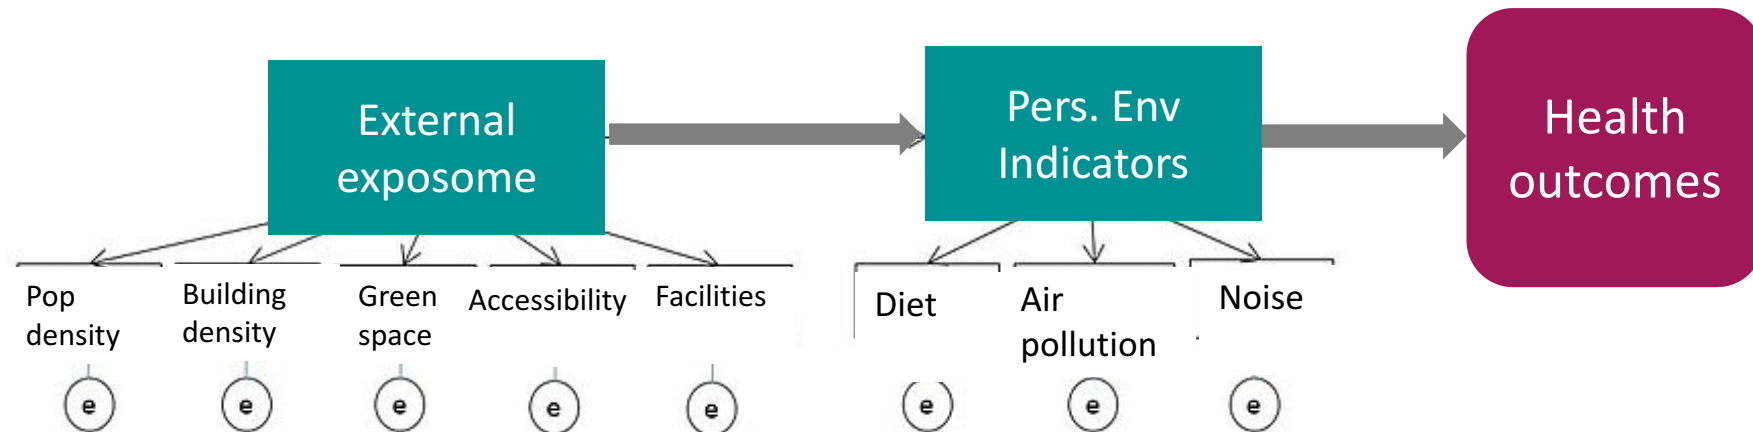 External
exposome
Pers. Env
Indicators
Health
outcomes
Pop
density
Building
density
Green
space
Accessibility
Facilities
Diet
Air
pollution
Noise
e
e
e
e
e
e
e
e